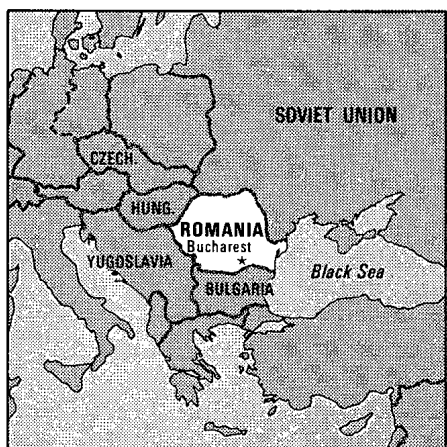 SOVIET UNION
CZECH.
HUNG.
ROMANIA
Bucharest
YUGOSLAVIA
Black Sea
BULGARIA